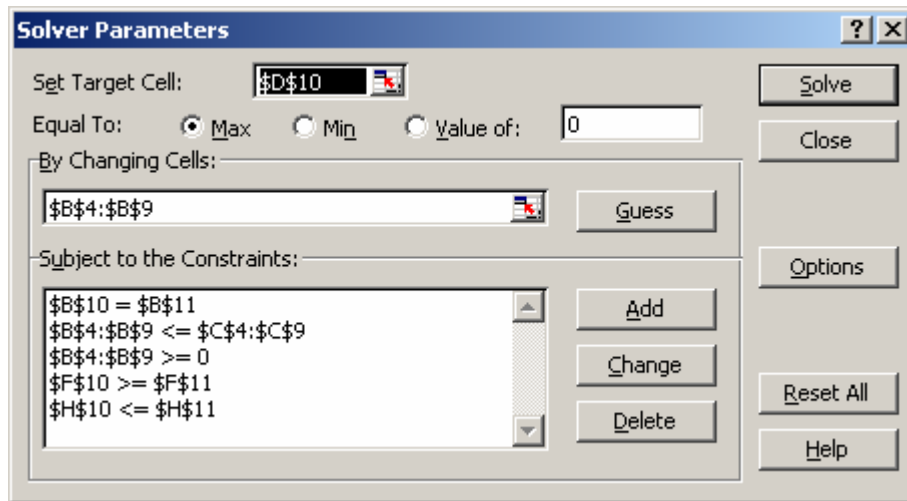 Solver Parameters
Set Target Cell: $D$10 Solve
Equal To: Max Min Value of: 0 Close
By Changing Cells:
$B$4:$B$9 Guess
Subject to the Constraints: Options
$B$10 = $B$11 Add
$B$4:$B$9 <= $C$4:$C$9
$B$4:$B$9 >= 0 Change
$F$10 >= $F$11 Reset All
$H$10 <= $H$11 Delete
Help